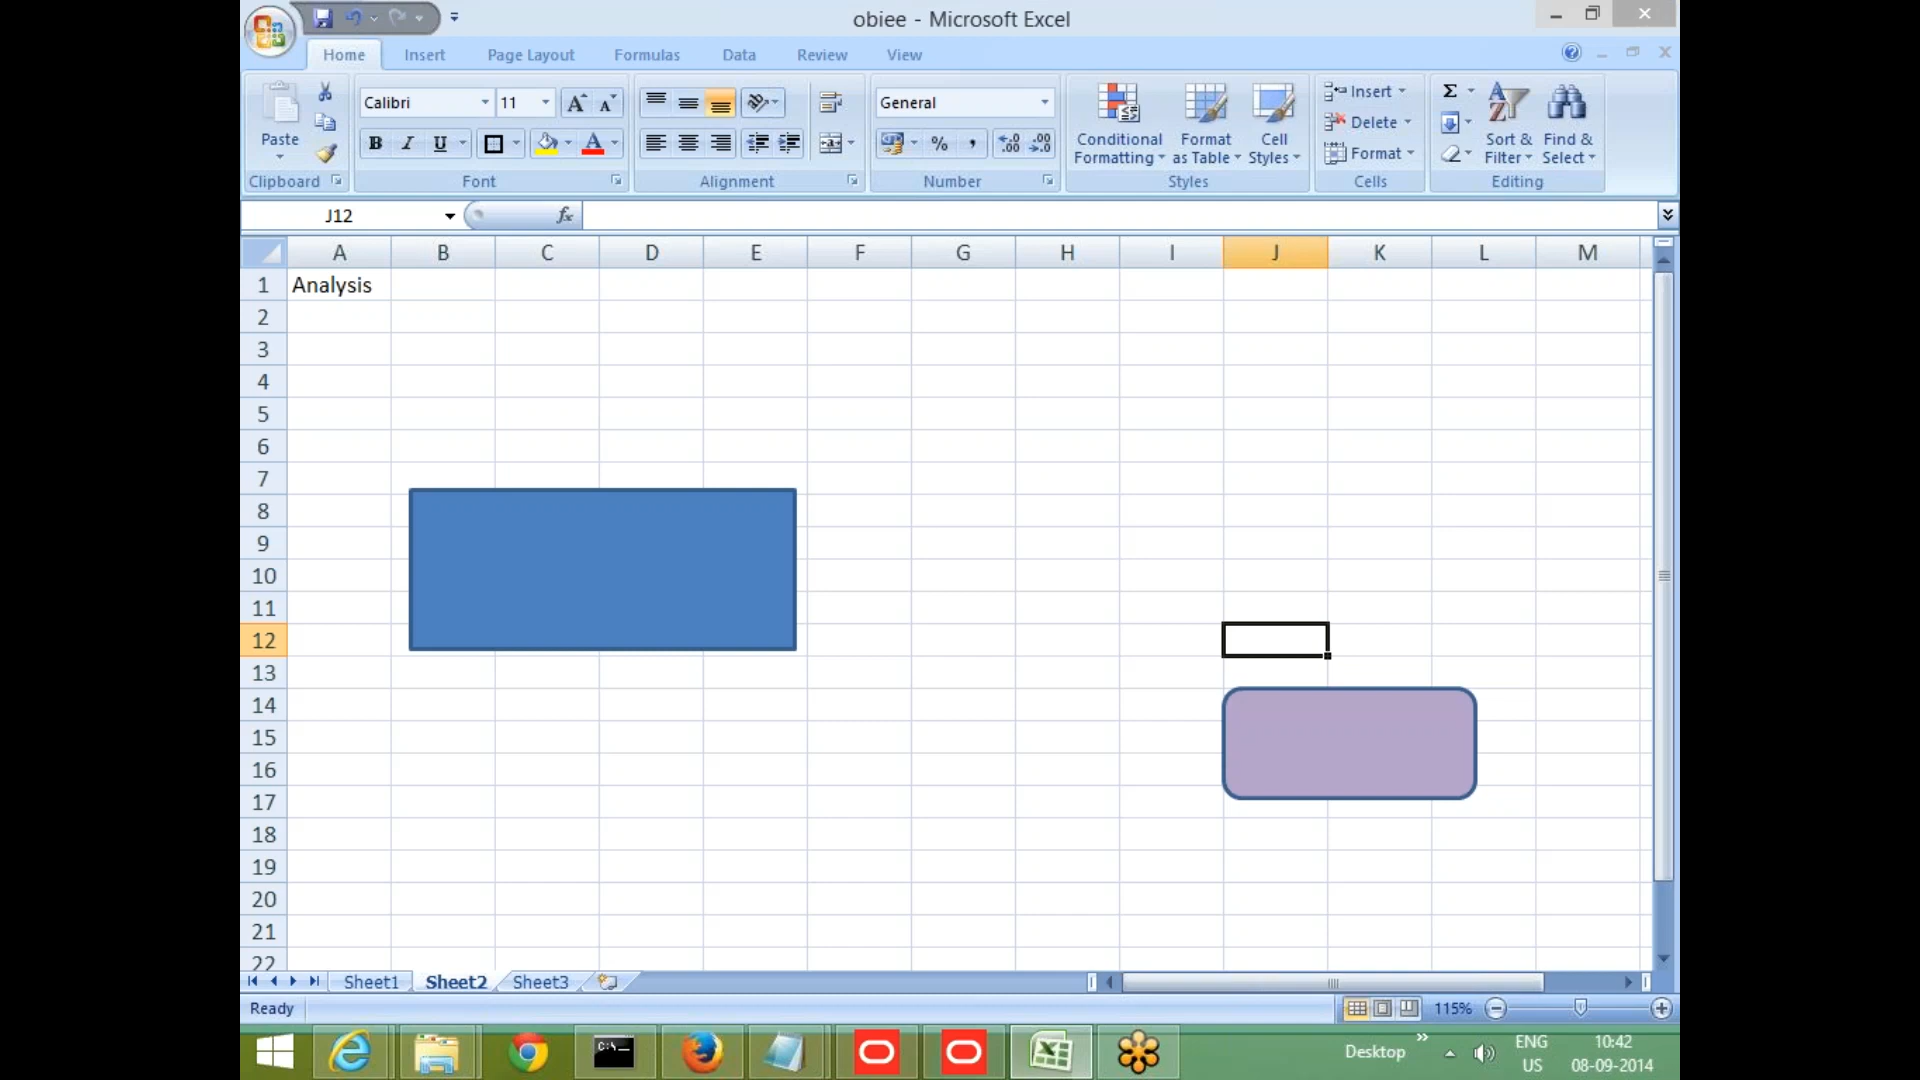 obiee - Microsoft Excel
Home Insert Page Layout Formulas Data Review View
Calibri 11 General Insert Σ
Delete
Paste B I U A % , .00 .00 Conditional Formatting Format as Table Cell Styles Format Sort & Filter Find & Select
Clipboard Font Alignment Number Styles Cells Editing
J12 fx
A B C D E F G H I J K L M
1 Analysis
2
3
4
5
6
7
8
9
10
11
12
13
14
15
16
17
18
19
20
21
22
Sheet1 Sheet2 Sheet3
Ready 115%
Desktop ENG 10:42
US 08-09-2014